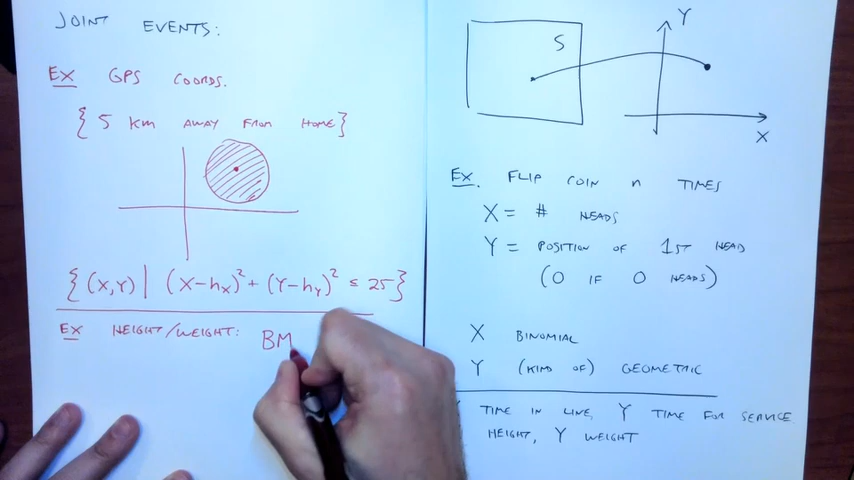 JOINT EVENTS:
EX GPS COORDS.
{5 KM AWAY FROM HOME}
{(X,Y) | (X-hX)²+(Y-hY)² ≤ 25}
EX HEIGHT/WEIGHT: BM
S
Y
X
EX. FLIP COIN n TIMES
X = # HEADS
Y = POSITION OF 1ST HEAD
(0 IF 0 HEADS)
X BINOMIAL
Y (KIND OF) GEOMETRIC
TIME IN LINE, Y TIME FOR SERVICE
HEIGHT, Y WEIGHT